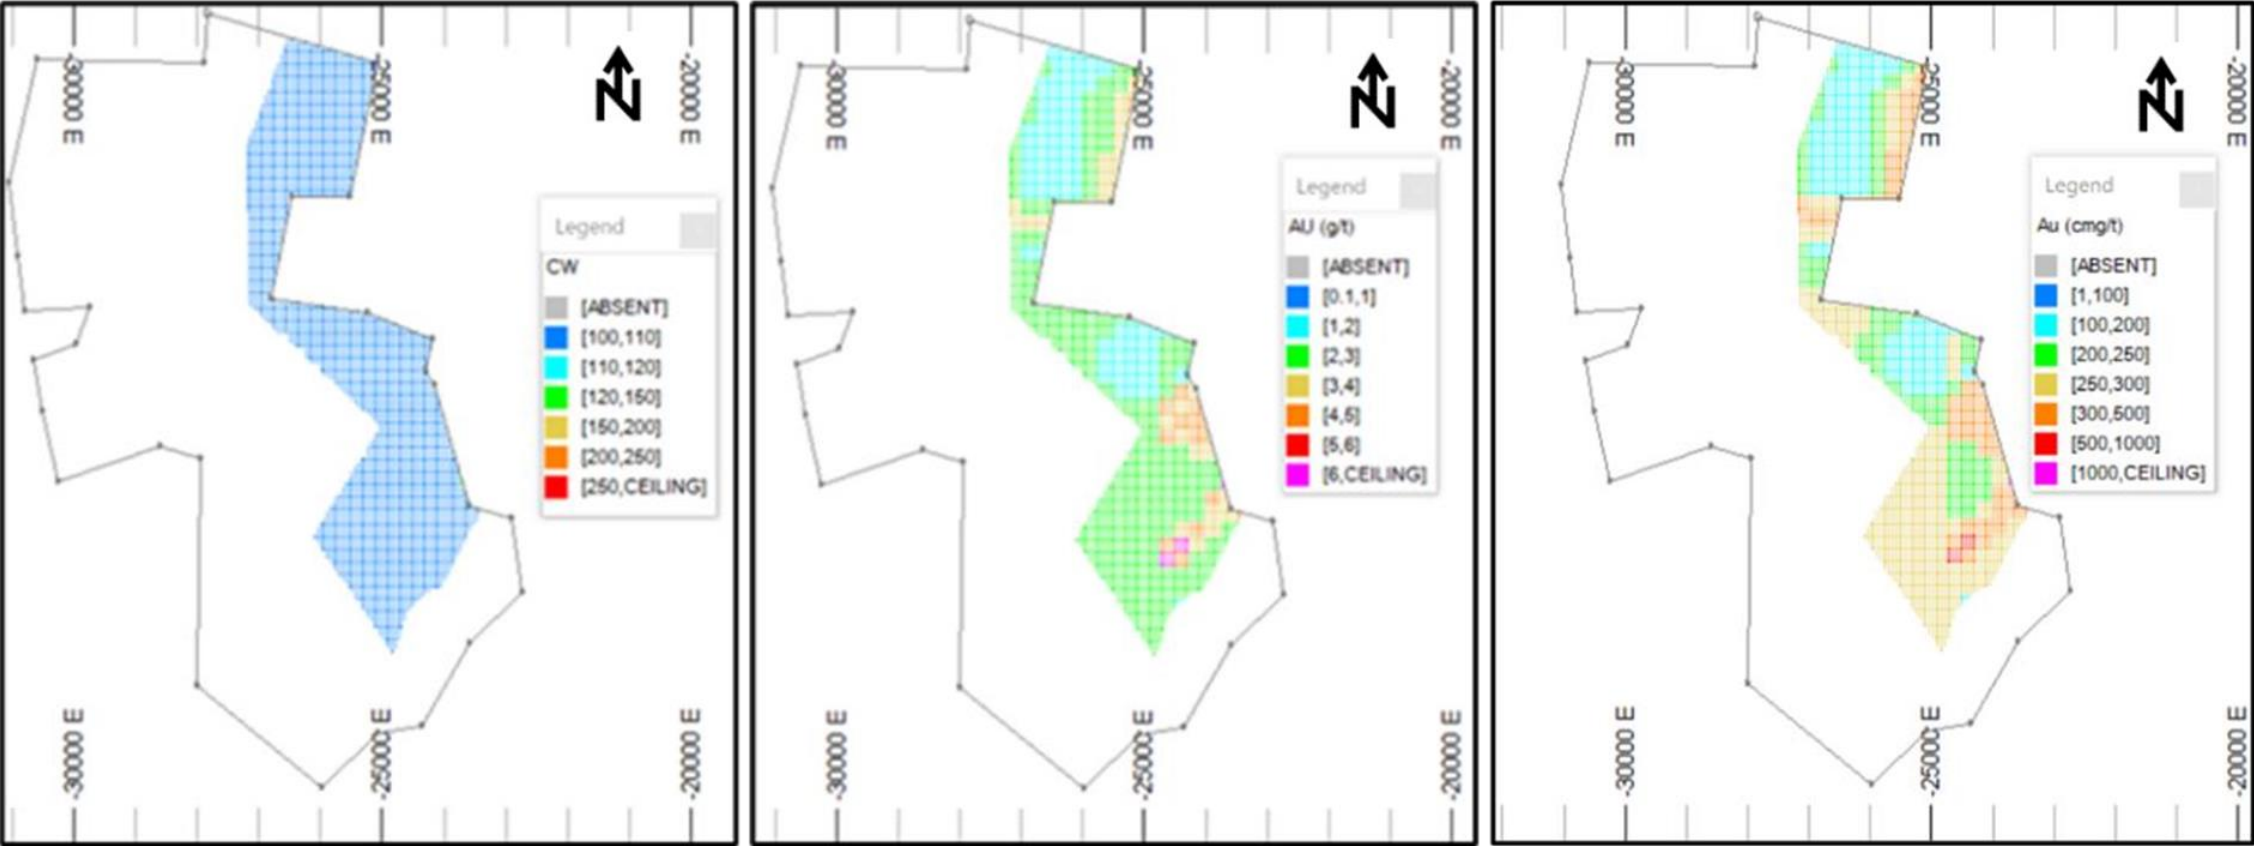 -30000 E
-25000 E
-20000 E
N
Legend
CW
[ABSENT]
[100,110]
[110,120]
[120,150]
[150,200]
[200,250]
[250,CEILING]
-30000 E
-25000 E
-20000 E
-30000 E
-25000 E
-20000 E
N
Legend
AU (g/t)
[ABSENT]
[0.1,1]
[1,2]
[2,3]
[3,4]
[4,5]
[5,6]
[6,CEILING]
-30000 E
-25000 E
-20000 E
-30000 E
-25000 E
-20000 E
N
Legend
Au (cmg/t)
[ABSENT]
[1,100]
[100,200]
[200,250]
[250,300]
[300,500]
[500,1000]
[1000,CEILING]
-30000 E
-25000 E
-20000 E